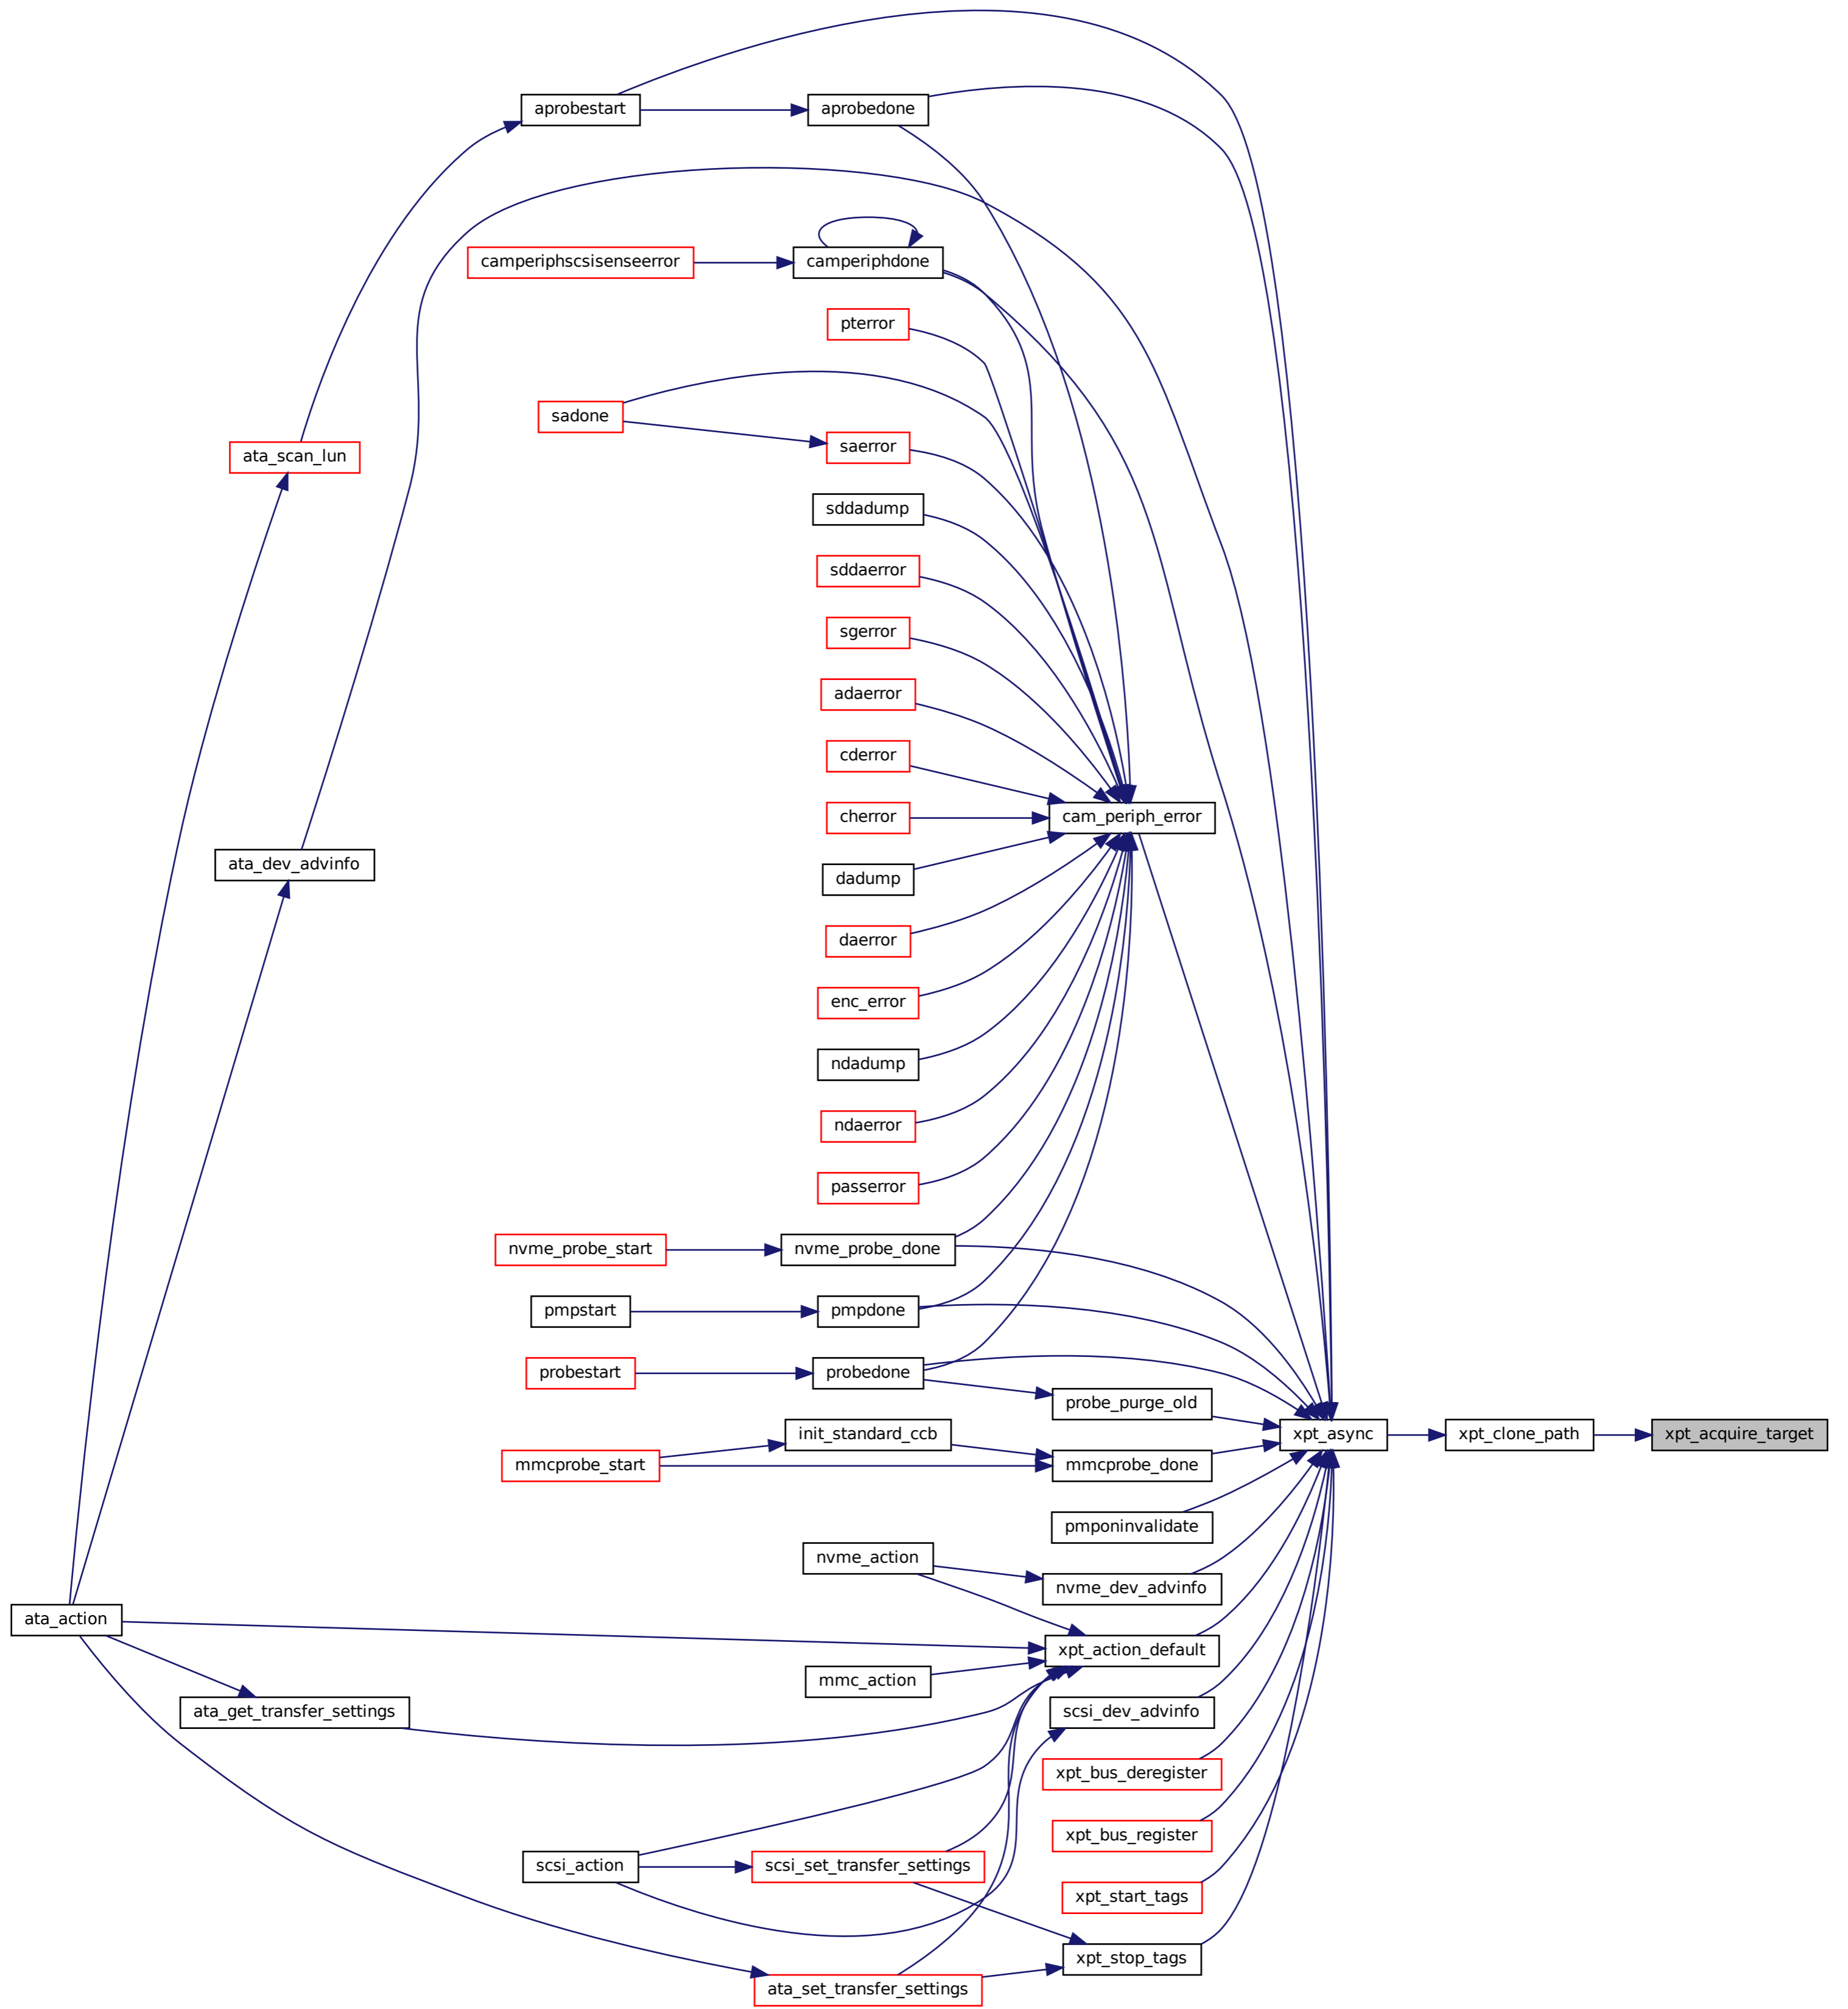 aprobestart
aprobedone
camperiphscsisenseerror
camperiphdone
pterror
sadone
saerror
ata_scan_lun
sddadump
sddaerror
sgerror
adaerror
cderror
cherror
cam_periph_error
ata_dev_advinfo
dadump
daerror
enc_error
ndadump
ndaerror
passerror
nvme_probe_start
nvme_probe_done
pmpstart
pmpdone
probestart
probedone
probe_purge_old
init_standard_ccb
xpt_async
xpt_clone_path
xpt_acquire_target
mmcprobe_start
mmcprobe_done
pmponinvalidate
nvme_action
nvme_dev_advinfo
ata_action
xpt_action_default
mmc_action
ata_get_transfer_settings
scsi_dev_advinfo
xpt_bus_deregister
xpt_bus_register
scsi_action
scsi_set_transfer_settings
xpt_start_tags
xpt_stop_tags
ata_set_transfer_settings